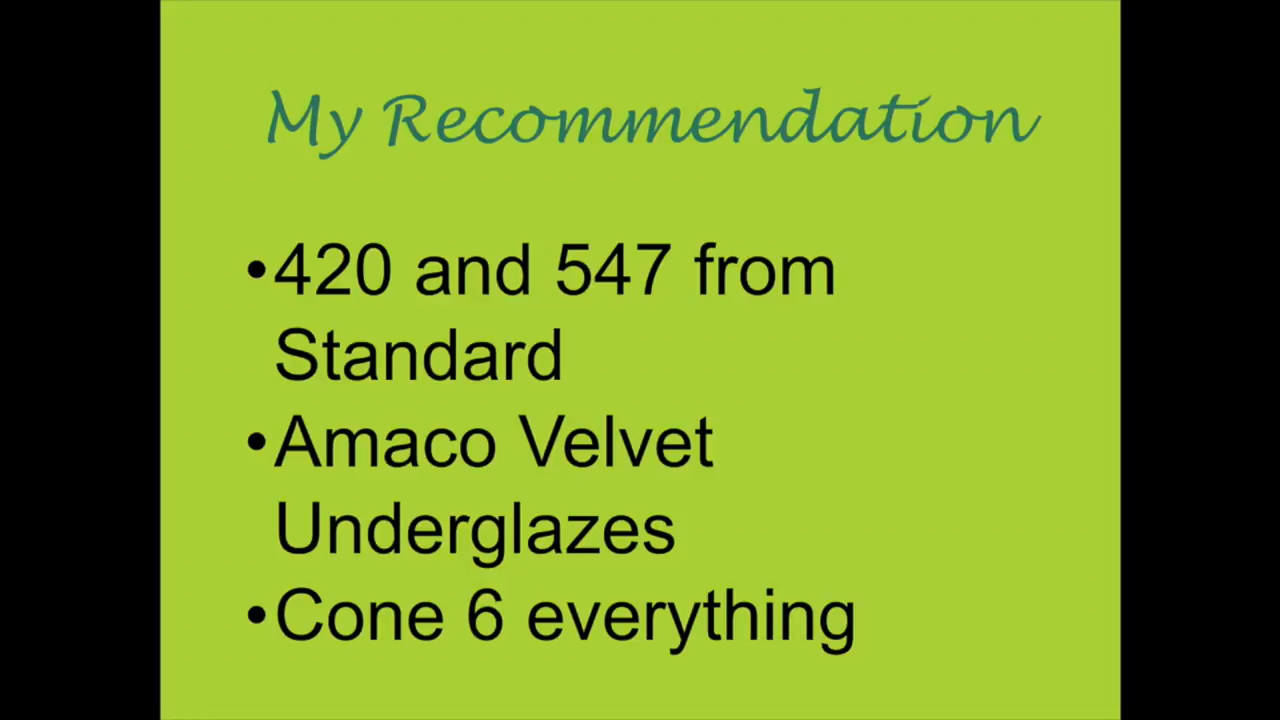 My Recommendation
•420 and 547 from
Standard
•Amaco Velvet
Underglazes
•Cone 6 everything